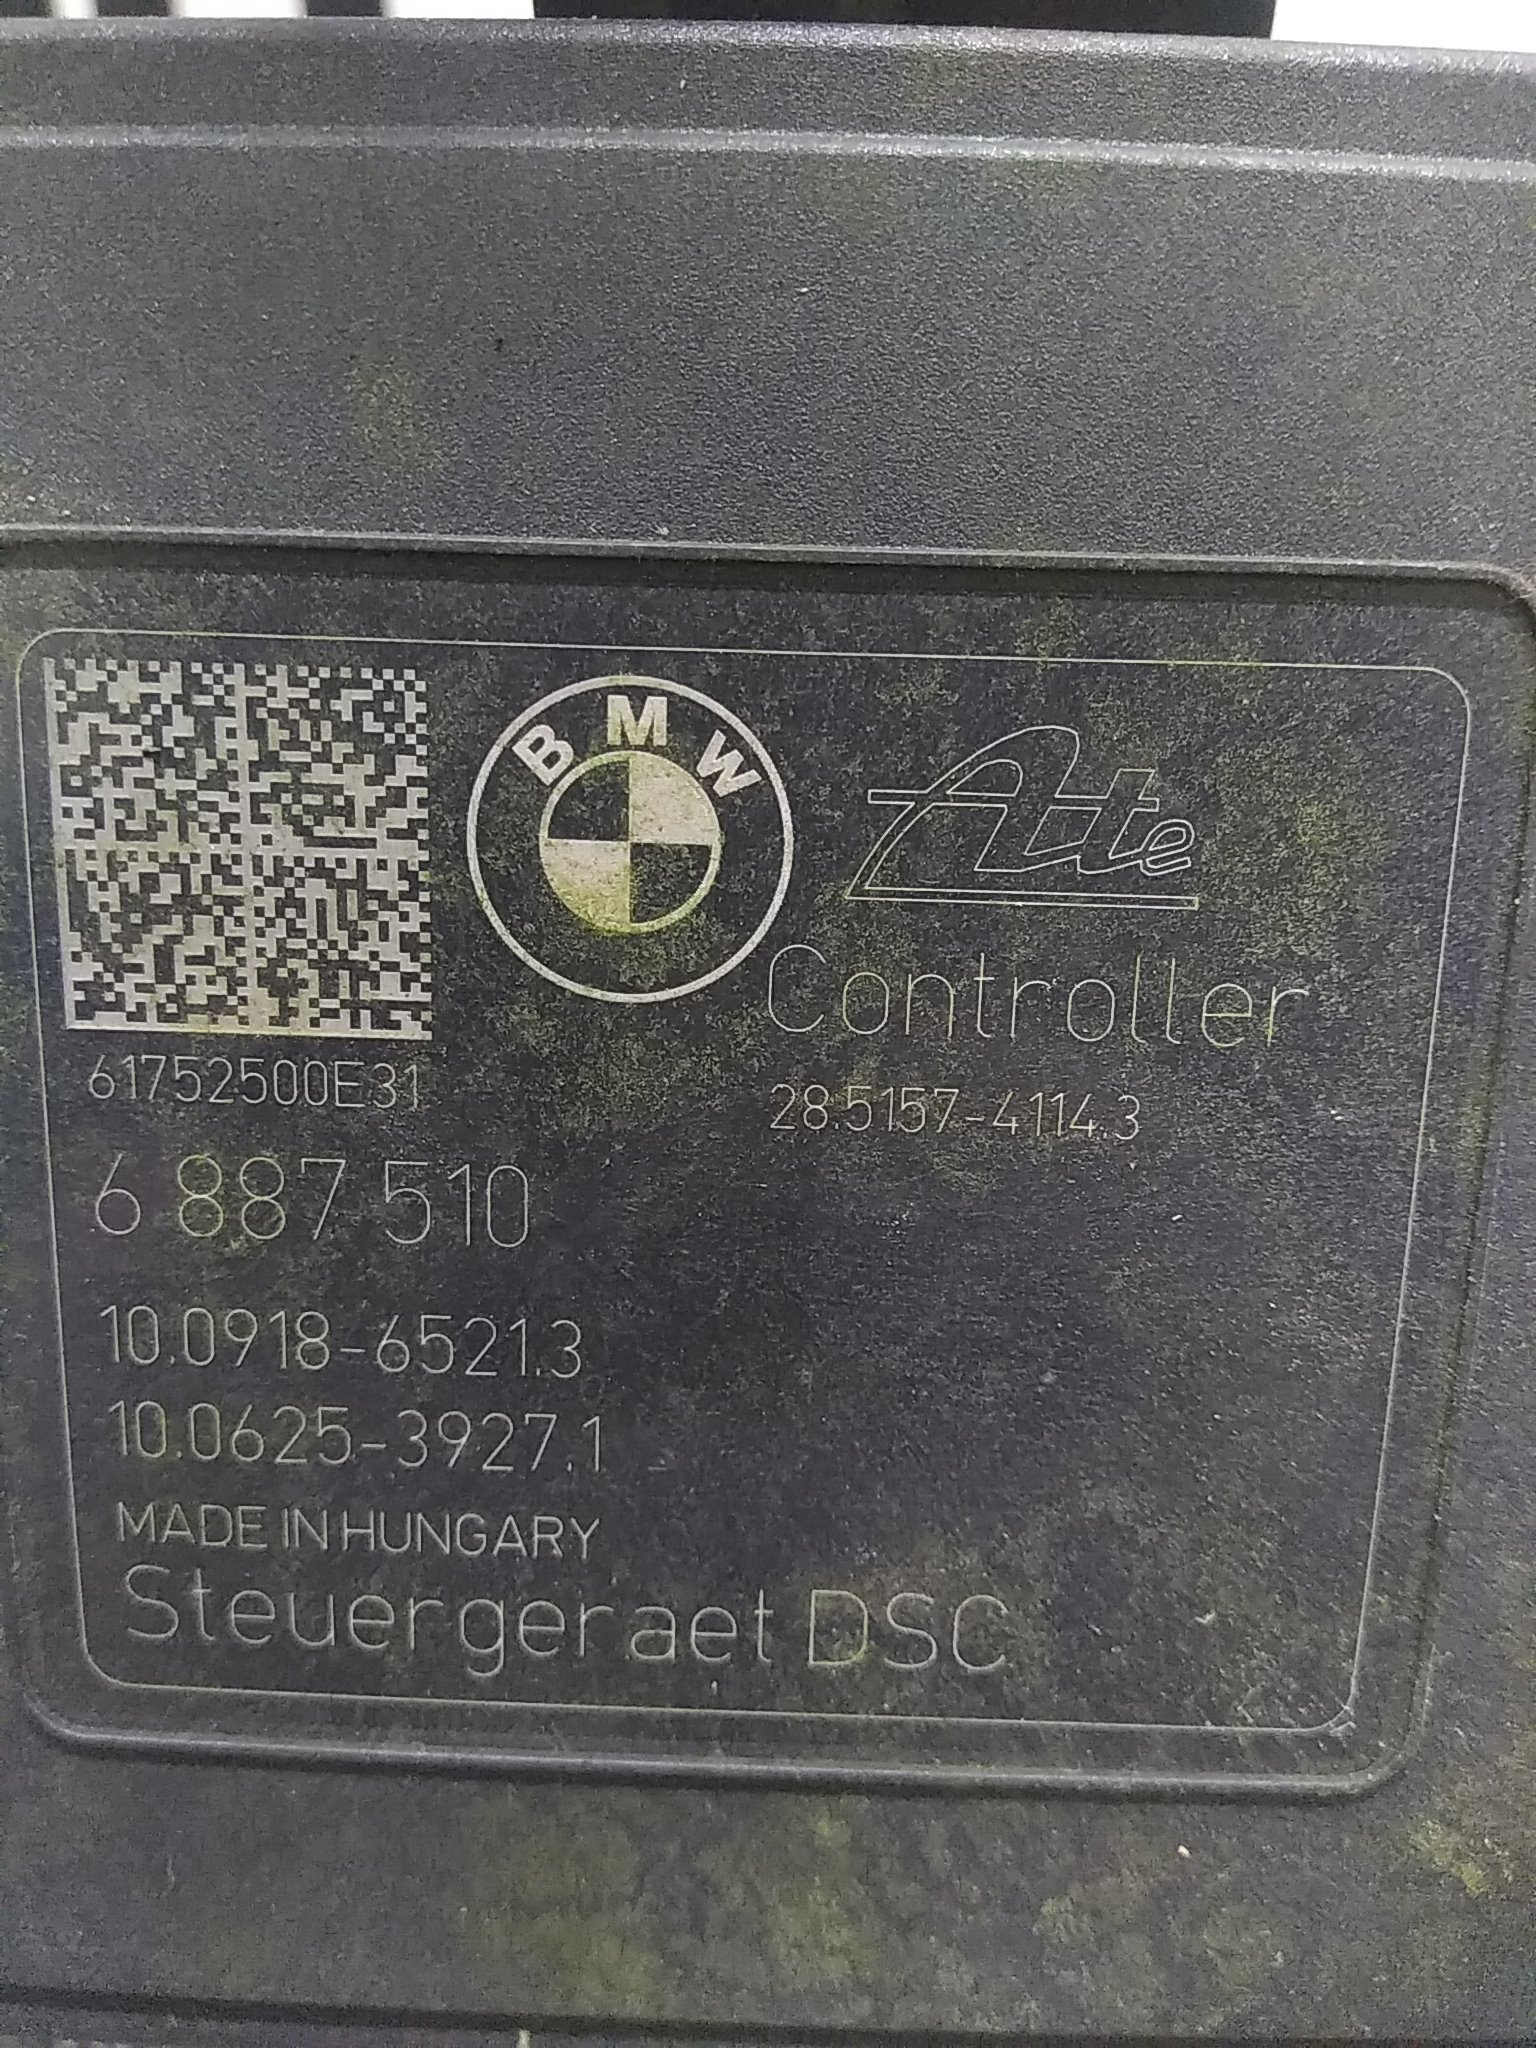 BMW
Ate
Controller
61752500E31
28.5157-4114.3
6 887 510
10.0918-6521.3
10.0625-3927.1
MADE IN HUNGARY
Steuergeraet DSC